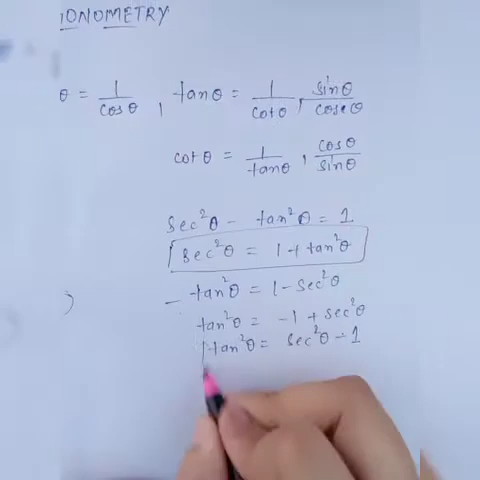 IONOMETRY
θ = 1/cosθ , tanθ = 1/cotθ , sinθ/cosecθ
cotθ = 1/tanθ , cosθ/sinθ
sec²θ - tan²θ = 1
sec²θ = 1 + tan²θ
- tan²θ = 1 - sec²θ
tan²θ = -1 + sec²θ
tan²θ = sec²θ - 1
)